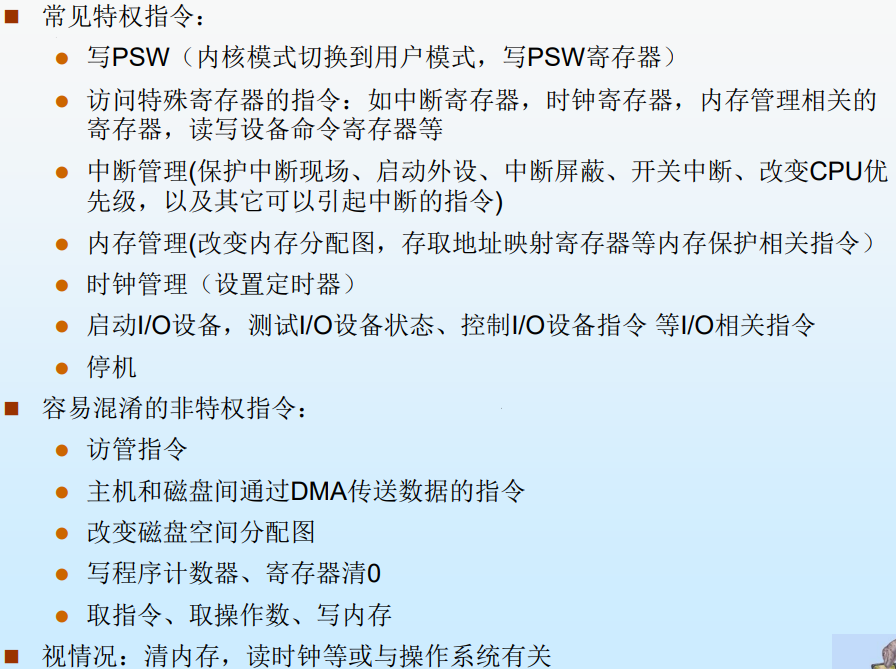 常见特权指令：
写PSW（内核模式切换到用户模式，写PSW寄存器）
访问特殊寄存器的指令：如中断寄存器，时钟寄存器，内存管理相关的
寄存器，读写设备命令寄存器等
中断管理(保护中断现场、启动外设、中断屏蔽、开关中断、改变CPU优
先级，以及其它可以引起中断的指令)
内存管理(改变内存分配图，存取地址映射寄存器等内存保护相关指令）
时钟管理（设置定时器）
启动I/O设备，测试I/O设备状态、控制I/O设备指令 等I/O相关指令
停机
容易混淆的非特权指令：
访管指令
主机和磁盘间通过DMA传送数据的指令
改变磁盘空间分配图
写程序计数器、寄存器清0
取指令、取操作数、写内存
视情况：清内存，读时钟等或与操作系统有关